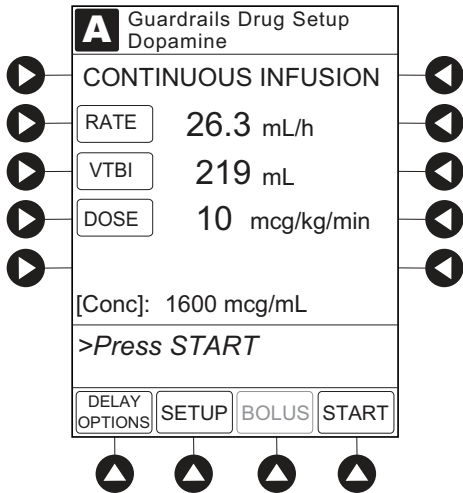 A Guardrails Drug Setup
Dopamine
CONTINUOUS INFUSION
RATE 26.3 mL/h
VTBI 219 mL
DOSE 10 mcg/kg/min
[Conc]: 1600 mcg/mL
>Press START
DELAY OPTIONS SETUP BOLUS START